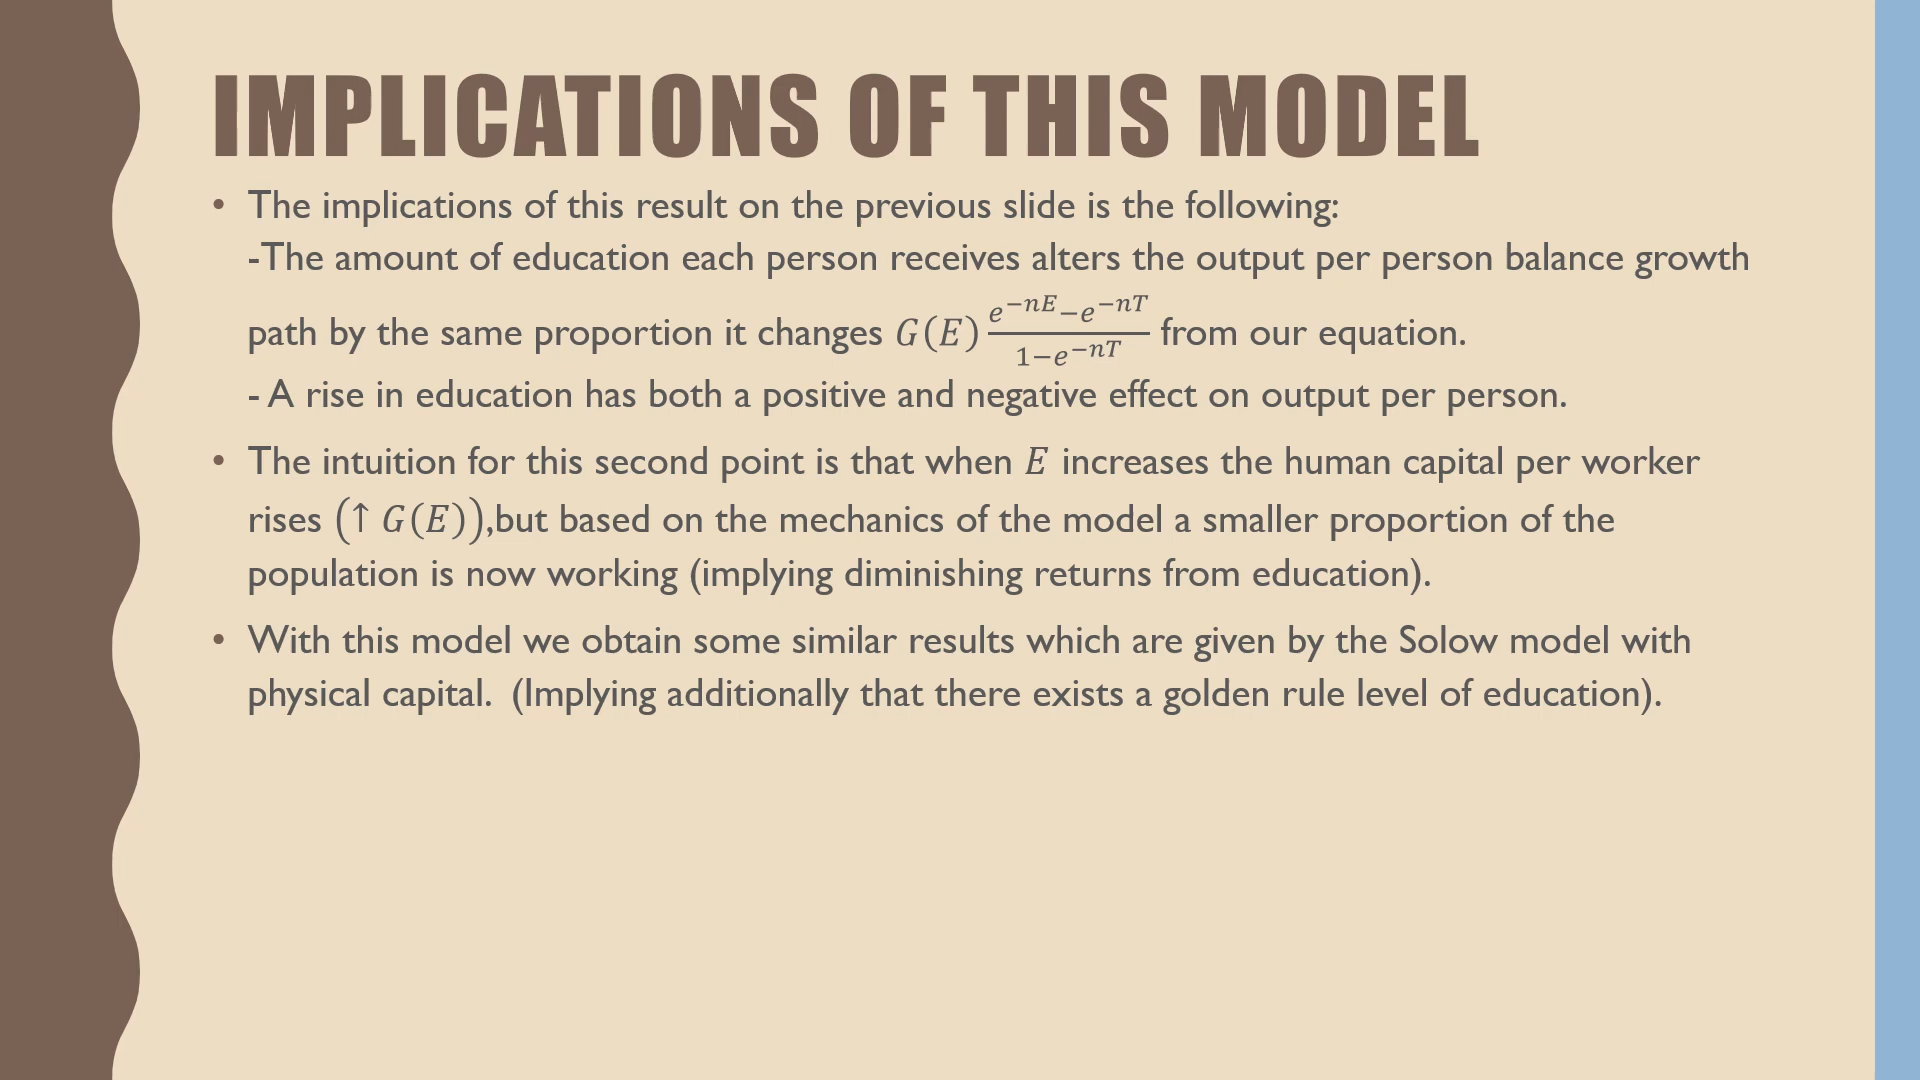 IMPLICATIONS OF THIS MODEL
• The implications of this result on the previous slide is the following:
-The amount of education each person receives alters the output per person balance growth
path by the same proportion it changes G(E) \frac{e^{-nE}-e^{-nT}}{1-e^{-nT}} from our equation.
- A rise in education has both a positive and negative effect on output per person.
• The intuition for this second point is that when E increases the human capital per worker
rises (↑ G(E)),but based on the mechanics of the model a smaller proportion of the
population is now working (implying diminishing returns from education).
• With this model we obtain some similar results which are given by the Solow model with
physical capital.  (Implying additionally that there exists a golden rule level of education).